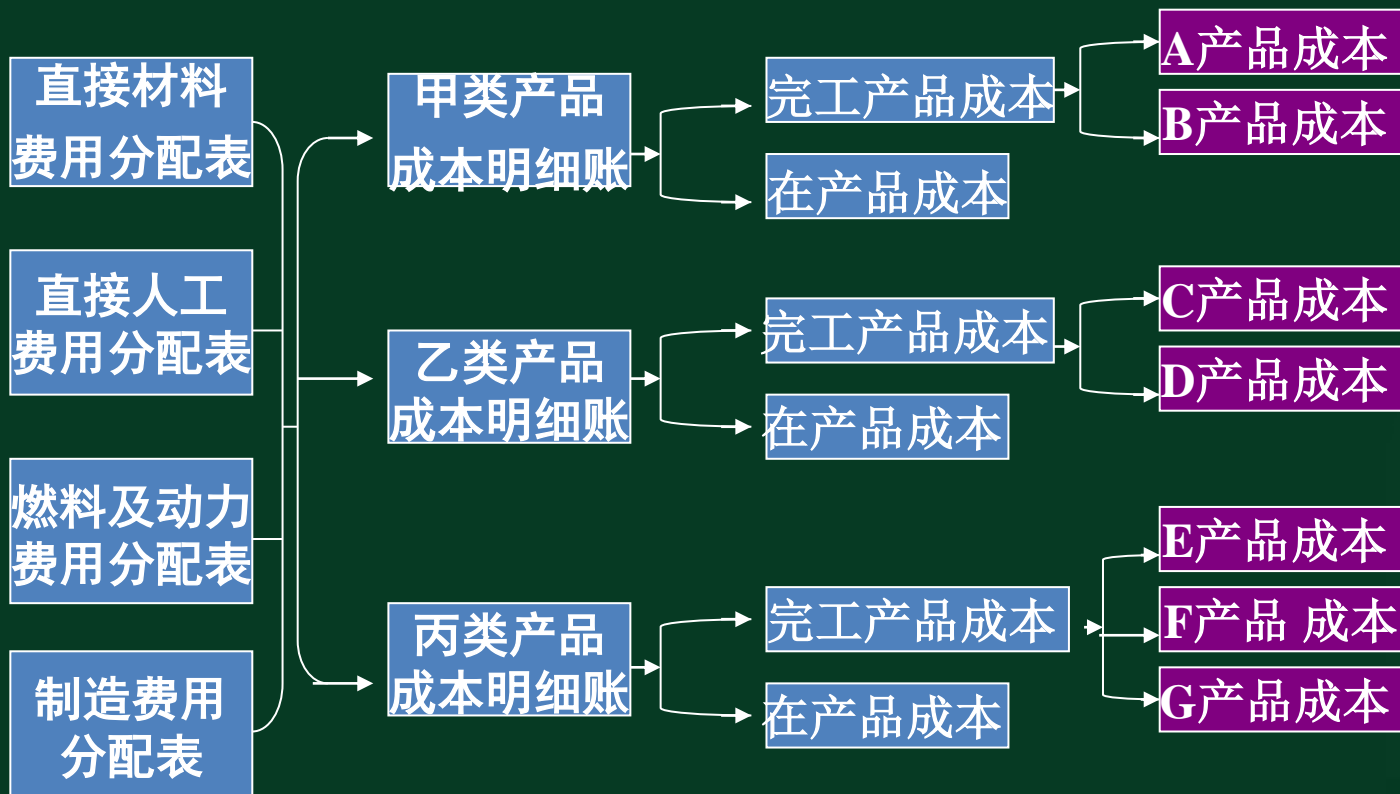 直接材料
费用分配表
直接人工
费用分配表
燃料及动力
费用分配表
制造费用
分配表
甲类产品
成本明细账
乙类产品
成本明细账
丙类产品
成本明细账
完工产品成本
在产品成本
完工产品成本
在产品成本
完工产品成本
在产品成本
A产品成本
B产品成本
C产品成本
D产品成本
E产品成本
F产品 成本
G产品成本